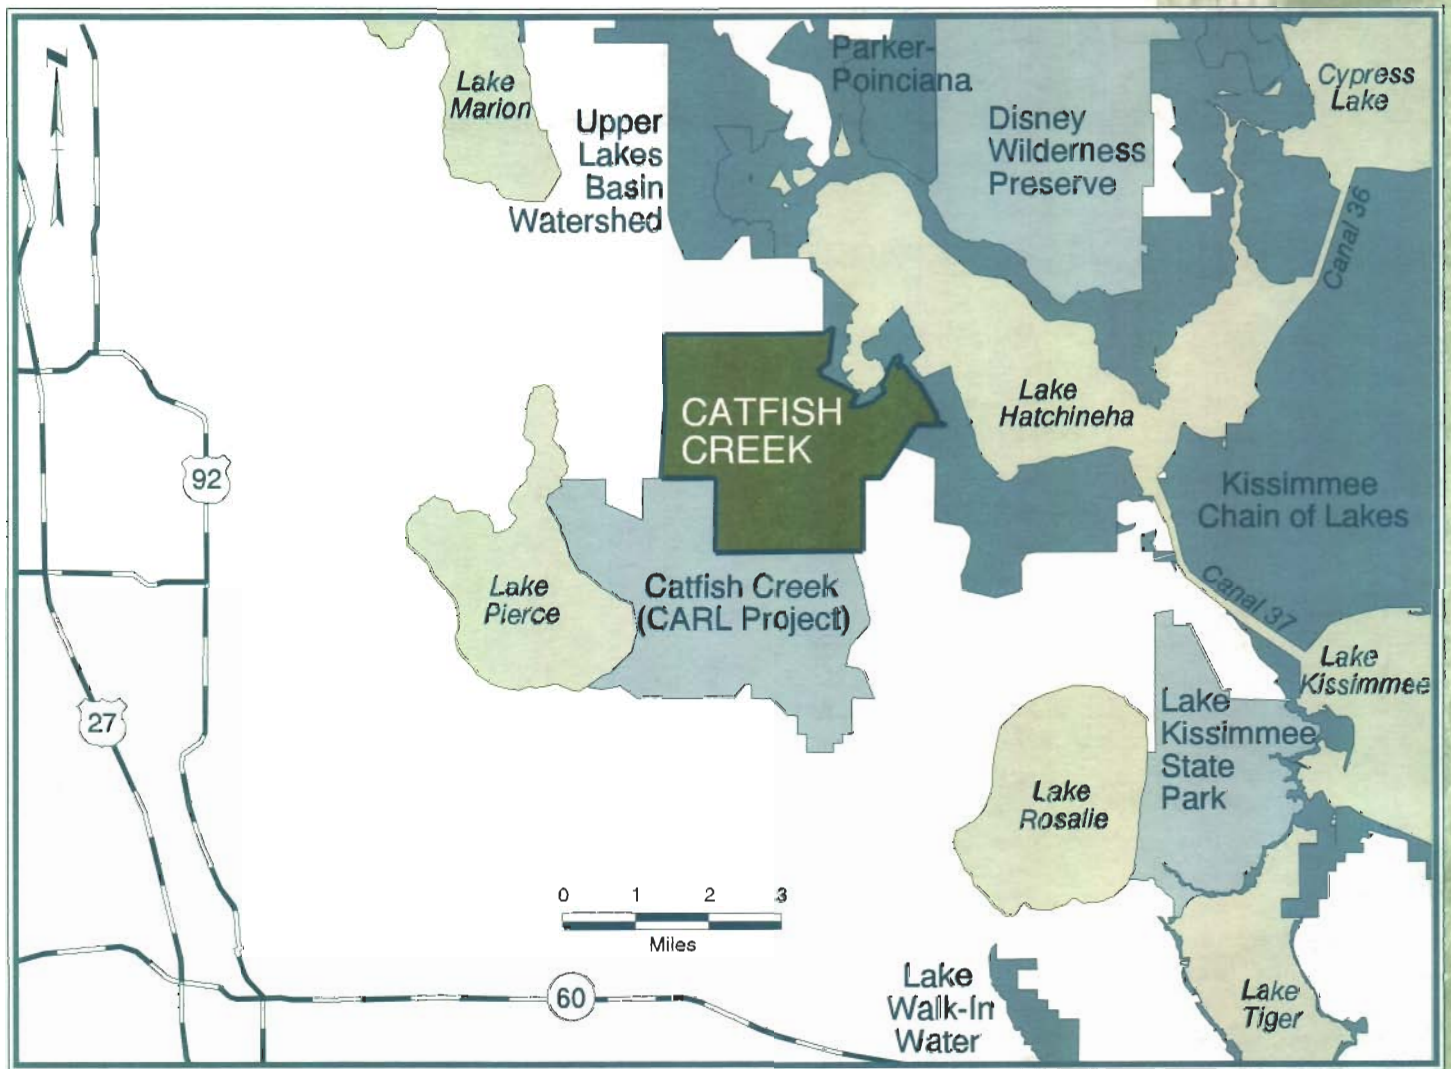 N
Lake
Marion
Upper
Lakes
Basin
Watershed
Parker-
Poinciana
Disney
Wilderness
Preserve
Cypress
Lake
Canal 36
CATFISH
CREEK
Lake
Hatchineha
92
Kissimmee
Chain of Lakes
Lake
Pierce
Catfish Creek
(CARL Project)
Canal 37
Lake
Kissimmee
27
Lake
Kissimmee
State
Park
Lake
Rosalie
0 1 2 3
Miles
60
Lake
Walk-In
Water
Lake
Tiger